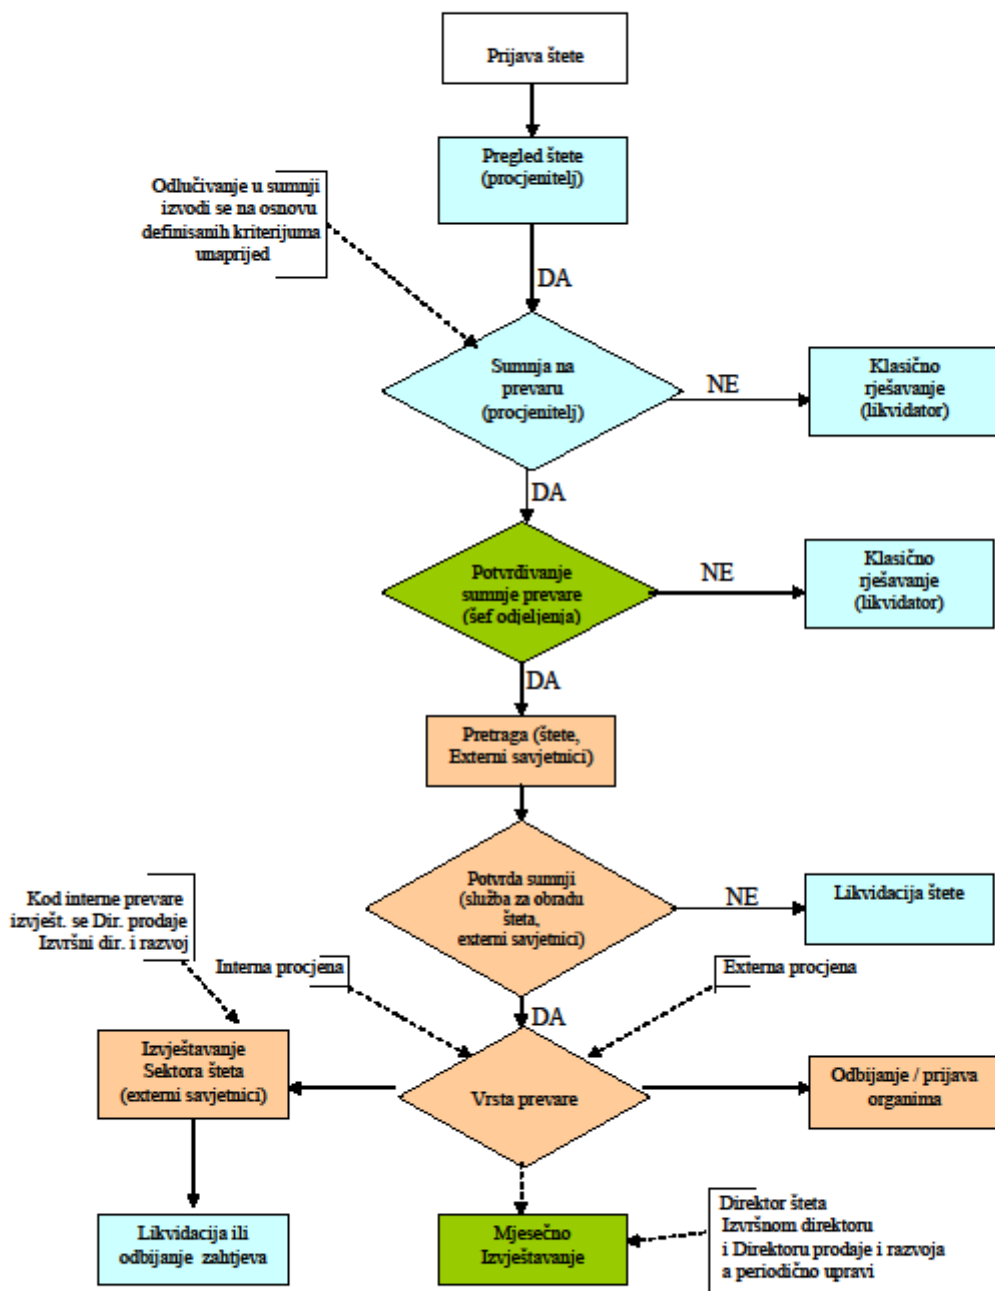 Prijava štete
Pregled štete
(procjenitelj)
Odlučivanje u sumnji
izvodi se na osnovu
definisanih kriterijuma
unaprijed
DA
Sumnja na
prevaru
(procjenitelj)
NE
Klasično
rješavanje
(likvidator)
DA
Potvrđivanje
sumnje prevare
(šef odjeljenja)
NE
Klasično
rješavanje
(likvidator)
DA
Pretraga (štete,
Externi savjetnici)
Potvrda sumnji
(služba za obradu
šteta,
externi savjetnici)
NE
Likvidacija štete
Kod interne prevare
izvješt. se Dir. prodaje
Izvršni dir. i razvoj
Interna procjena
Externa procjena
DA
Izvještavanje
Sektora šteta
(externi savjetnici)
Vrsta prevare
Odbijanje / prijava
organima
Likvidacija ili
odbijanje zahtjeva
Mjesečno
Izvještavanje
Direktor šteta
Izvršnom direktoru
i Direktoru prodaje i razvoja
a periodično upravi